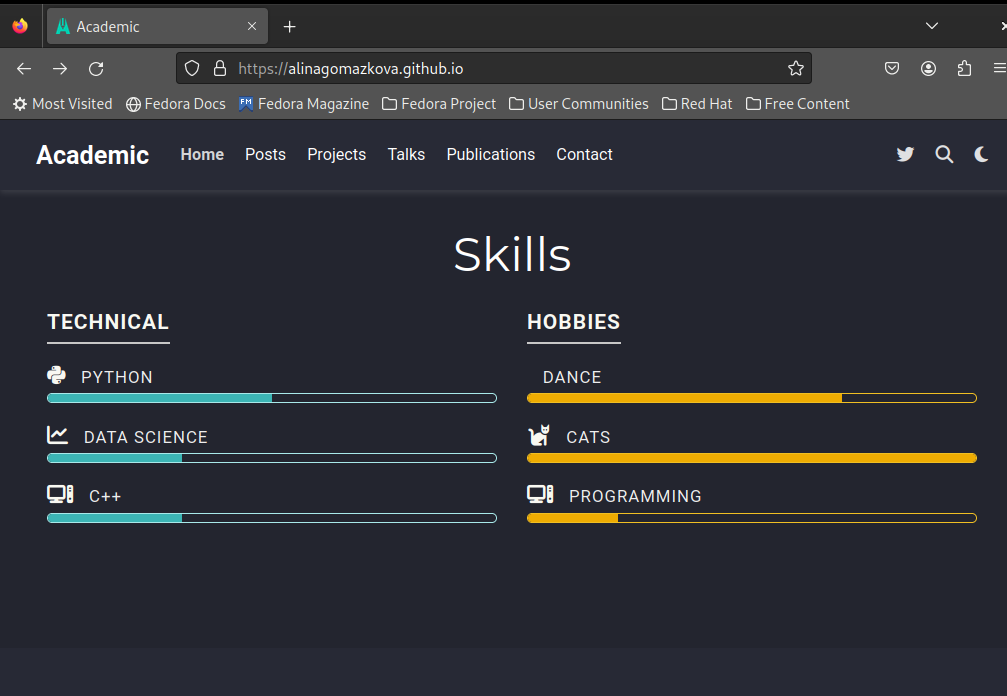 Academic
https://alinagomazkova.github.io
Most Visited Fedora Docs Fedora Magazine Fedora Project User Communities Red Hat Free Content
Academic Home Posts Projects Talks Publications Contact
Skills
TECHNICAL
PYTHON
DATA SCIENCE
C++
HOBBIES
DANCE
CATS
PROGRAMMING